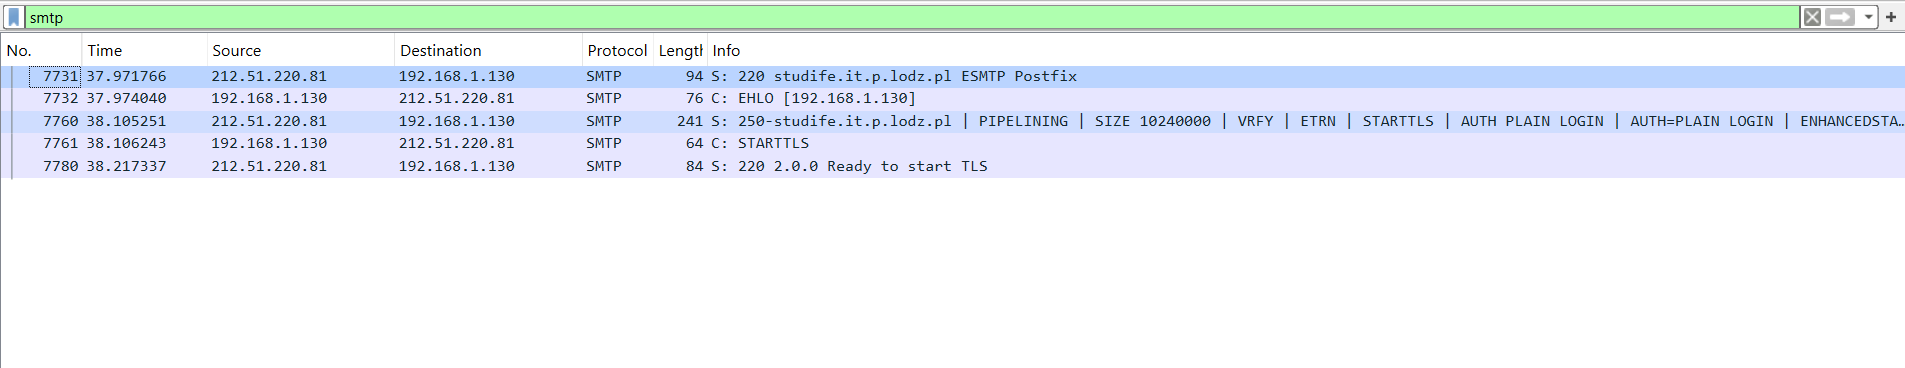 smtp
No. Time Source Destination Protocol Lengtł Info
7731 37.971766 212.51.220.81 192.168.1.130 SMTP 94 S: 220 studife.it.p.lodz.pl ESMTP Postfix
7732 37.974040 192.168.1.130 212.51.220.81 SMTP 76 C: EHLO [192.168.1.130]
7760 38.105251 212.51.220.81 192.168.1.130 SMTP 241 S: 250-studife.it.p.lodz.pl | PIPELINING | SIZE 10240000 | VRFY | ETRN | STARTTLS | AUTH PLAIN LOGIN | AUTH=PLAIN LOGIN | ENHANCEDSTA…
7761 38.106243 192.168.1.130 212.51.220.81 SMTP 64 C: STARTTLS
7780 38.217337 212.51.220.81 192.168.1.130 SMTP 84 S: 220 2.0.0 Ready to start TLS